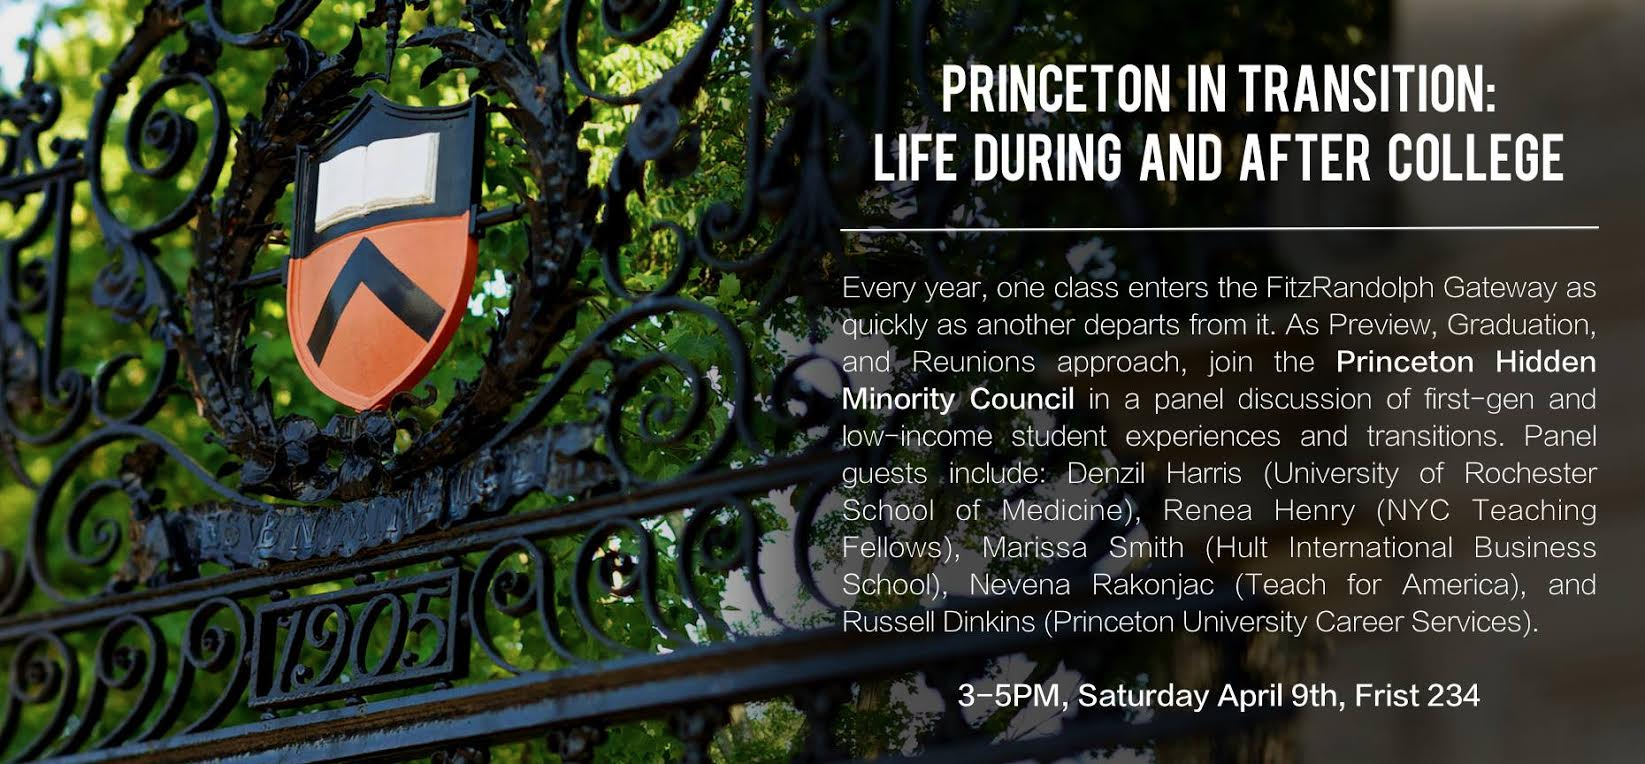 PRINCETON IN TRANSITION:
LIFE DURING AND AFTER COLLEGE
Every year, one class enters the FitzRandolph Gateway as
quickly as another departs from it. As Preview, Graduation,
and Reunions approach, join the Princeton Hidden
Minority Council in a panel discussion of first-gen and
low-income student experiences and transitions. Panel
guests include: Denzil Harris (University of Rochester
School of Medicine), Renea Henry (NYC Teaching
Fellows), Marissa Smith (Hult International Business
School), Nevena Rakonjac (Teach for America), and
Russell Dinkins (Princeton University Career Services).
3-5PM, Saturday April 9th, Frist 234
1905